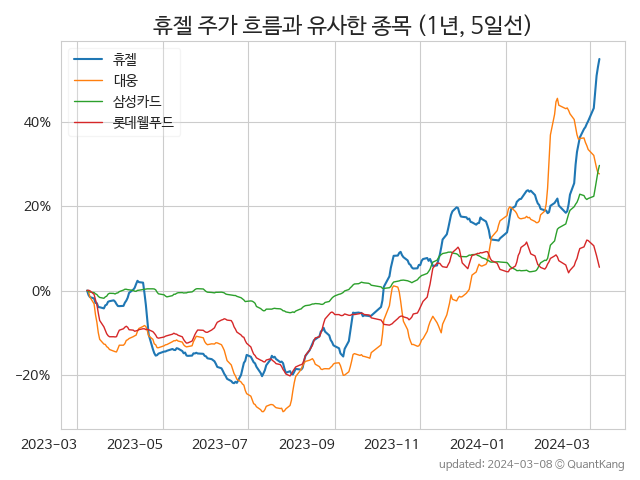 휴젤 주가 흐름과 유사한 종목 (1년, 5일선)
휴젤
대웅
삼성카드
롯데웰푸드
40%
20%
0%
−20%
2023−03 2023−05 2023−07 2023−09 2023−11 2024−01 2024−03
updated: 2024-03-08 © QuantKang